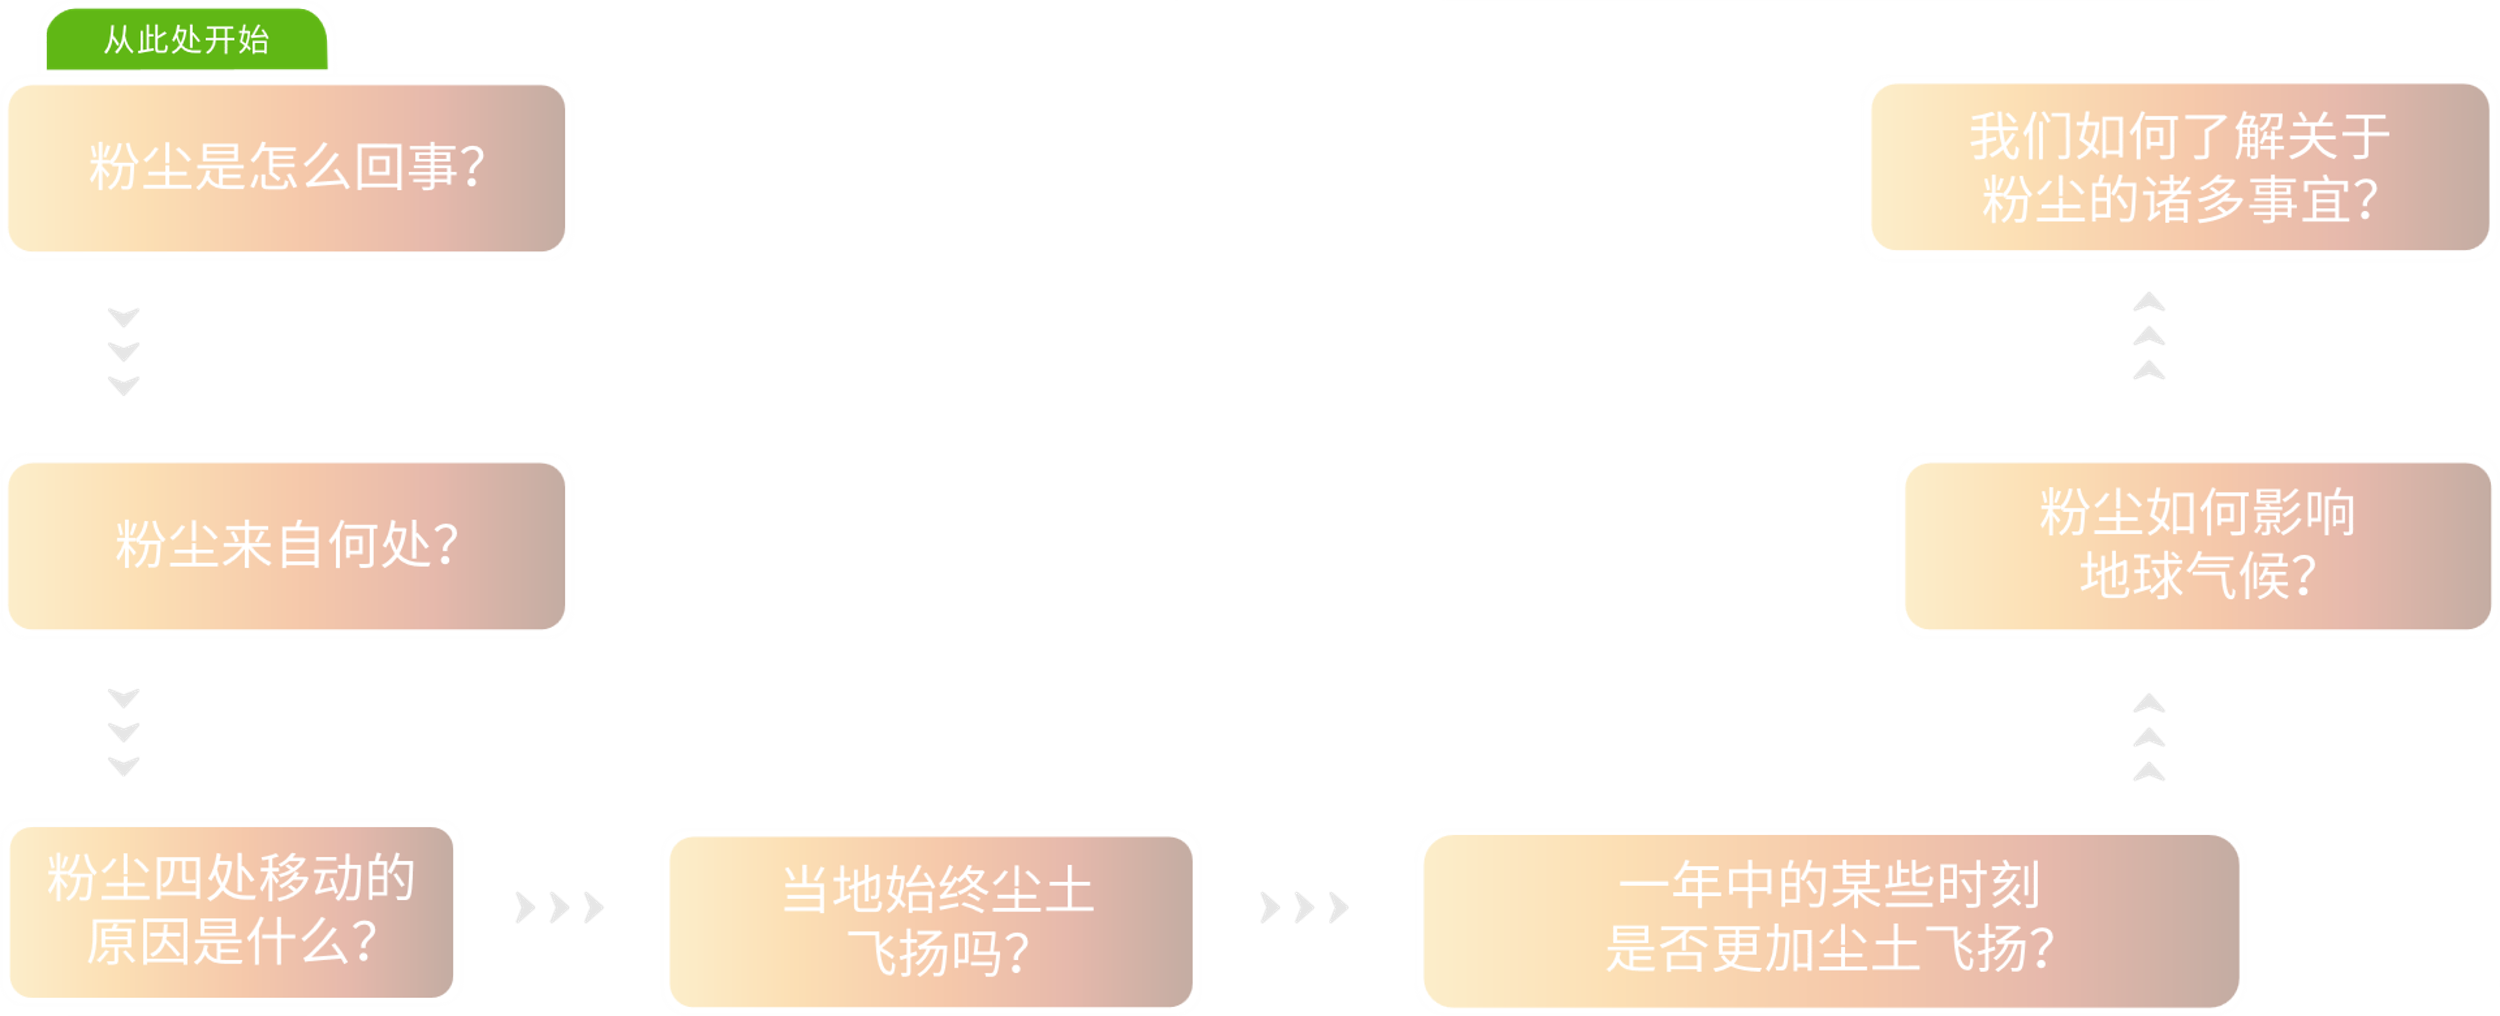 从此处开始
粉尘是怎么回事?
粉尘来自何处?
粉尘四处移动的
原因是什么?
当地始终尘土
飞扬吗?
一年中的某些时刻
是否更加尘土飞扬?
粉尘如何影响
地球气候?
我们如何了解关于
粉尘的诸多事宜?